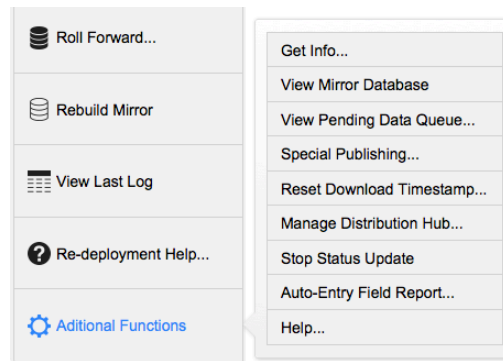 Roll Forward...
Rebuild Mirror
View Last Log
Re-deployment Help...
Aditional Functions
Get Info...
View Mirror Database
View Pending Data Queue...
Special Publishing...
Reset Download Timestamp...
Manage Distribution Hub...
Stop Status Update
Auto-Entry Field Report...
Help...